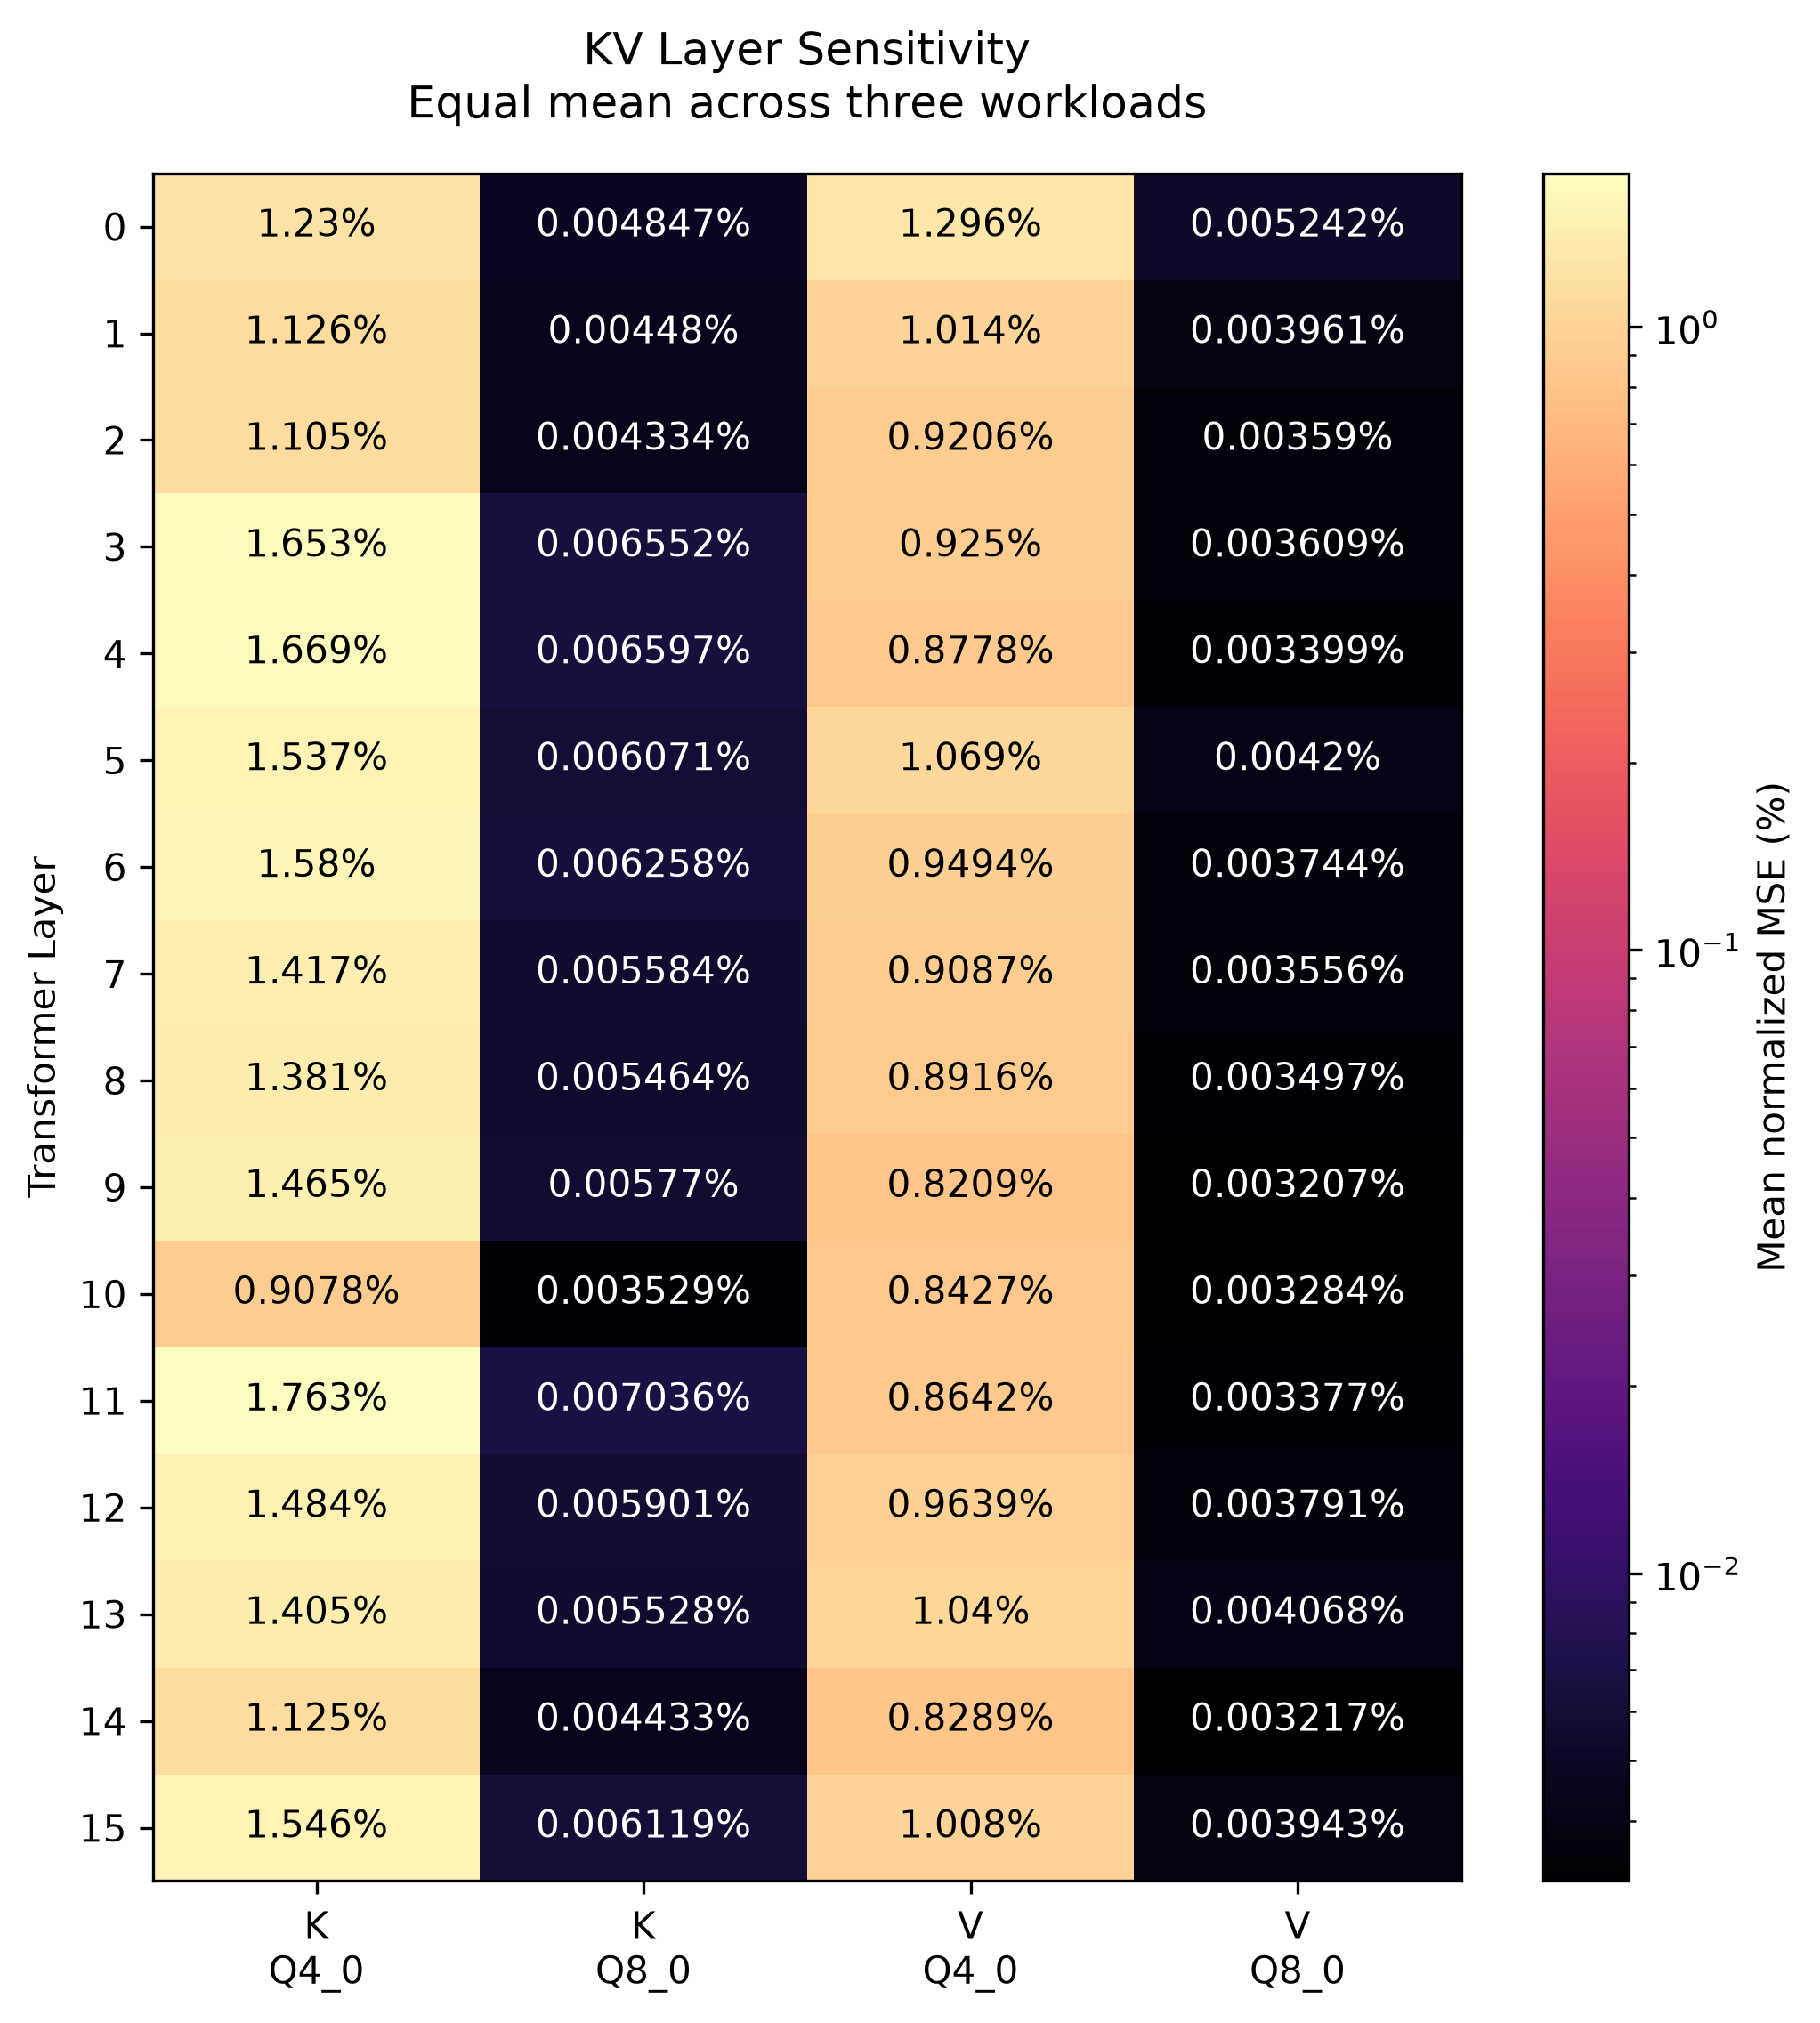 KV Layer Sensitivity
Equal mean across three workloads
0 1.23% 0.004847% 1.296% 0.005242%
1 1.126% 0.00448% 1.014% 0.003961%
2 1.105% 0.004334% 0.9206% 0.00359%
3 1.653% 0.006552% 0.925% 0.003609%
4 1.669% 0.006597% 0.8778% 0.003399%
5 1.537% 0.006071% 1.069% 0.0042%
6 1.58% 0.006258% 0.9494% 0.003744%
7 1.417% 0.005584% 0.9087% 0.003556%
8 1.381% 0.005464% 0.8916% 0.003497%
9 1.465% 0.00577% 0.8209% 0.003207%
10 0.9078% 0.003529% 0.8427% 0.003284%
11 1.763% 0.007036% 0.8642% 0.003377%
12 1.484% 0.005901% 0.9639% 0.003791%
13 1.405% 0.005528% 1.04% 0.004068%
14 1.125% 0.004433% 0.8289% 0.003217%
15 1.546% 0.006119% 1.008% 0.003943%
K K V V
Q4_0 Q8_0 Q4_0 Q8_0
Transformer Layer
10⁰
10⁻¹
10⁻²
Mean normalized MSE (%)